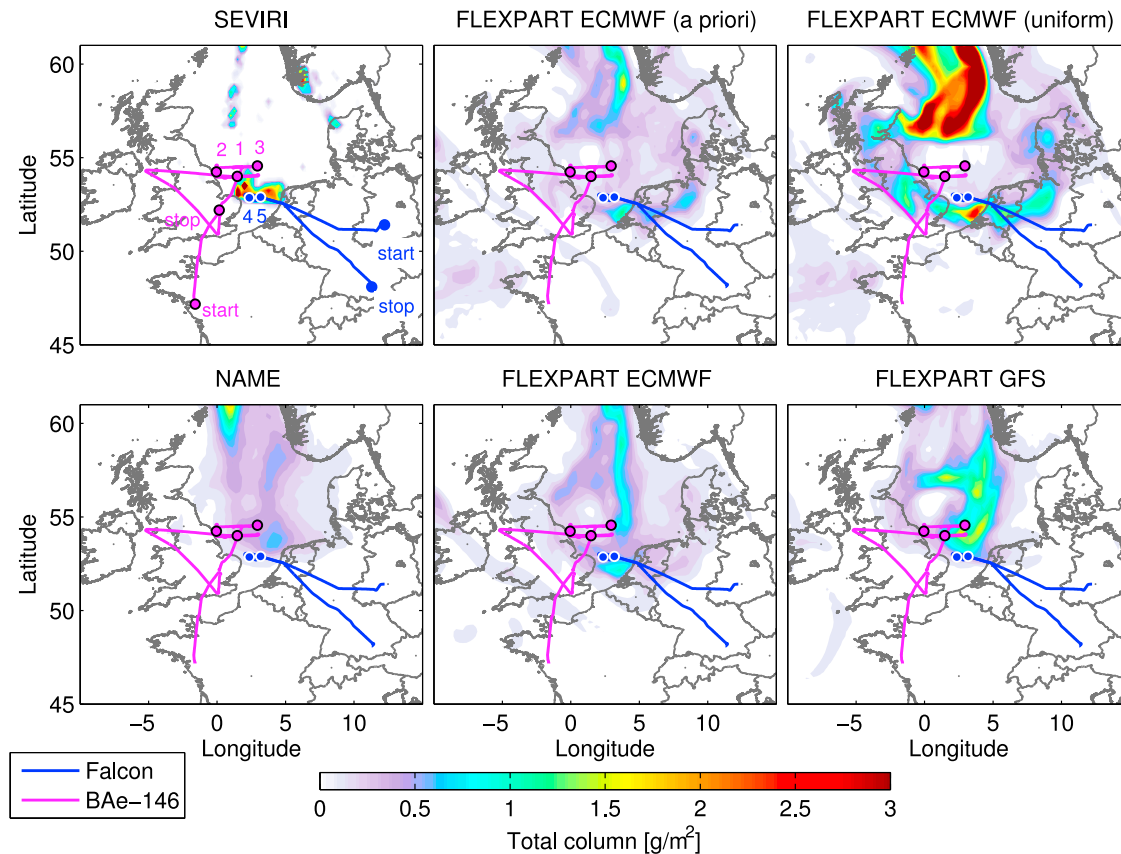 SEVIRI
FLEXPART ECMWF (a priori)
FLEXPART ECMWF (uniform)
Latitude
60
55
50
45
2 1 3
4 5
stop
start
start
stop
NAME
FLEXPART ECMWF
FLEXPART GFS
Latitude
60
55
50
45
−5 0 5 10
−5 0 5 10
−5 0 5 10
Longitude
Longitude
Longitude
Falcon
BAe−146
0 0.5 1 1.5 2 2.5 3
Total column [g/m²]